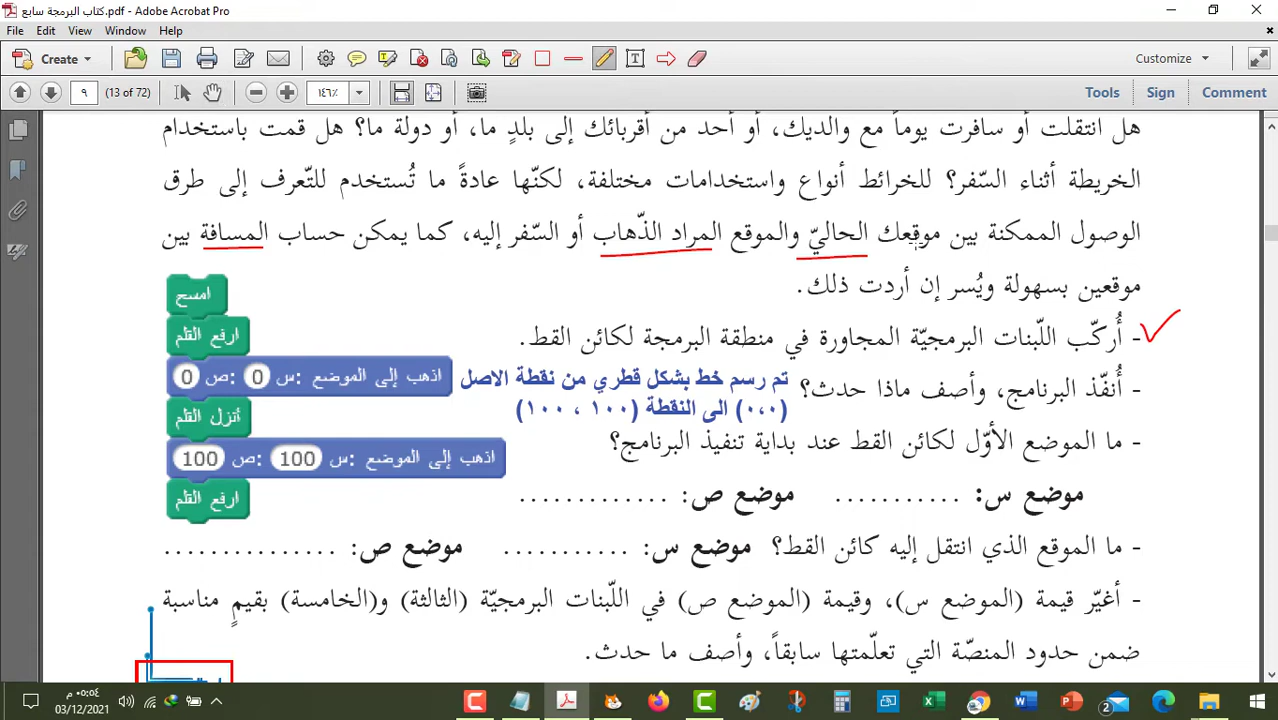 كتاب البرمجة سابع.pdf - Adobe Acrobat Pro
File Edit View Window Help
Create
Customize
٩ (13 of 72)
١٤٦٪
Tools Sign Comment
هل انتقلت أو سافرت يوماً مع والديك، أو أحد من أقربائك إلى بلدٍ ما، أو دولة ما؟ هل قمت باستخدام
الخريطة أثناء السّفر؟ للخرائط أنواع واستخدامات مختلفة، لكنّها عادةً ما تُستخدم للتّعرف إلى طرق
الوصول الممكنة بين موقعك الحاليّ والموقع المراد الذّهاب أو السّفر إليه، كما يمكن حساب المسافة بين
موقعين بسهولة ويُسر إن أردت ذلك.
امسح
- أُركّب اللّبنات البرمجيّة المجاورة في منطقة البرمجة لكائن القط.
ارفع القلم
اذهب إلى الموضع س: 0 ص: 0
- أُنفّذ البرنامج، وأصف ماذا حدث؟
تم رسم خط بشكل قطري من نقطة الاصل
(٠،٠) الى النقطة (١٠٠ ، ١٠٠)
أنزل القلم
- ما الموضع الأوّل لكائن القط عند بداية تنفيذ البرنامج؟
اذهب إلى الموضع س: 100 ص: 100
موضع س: ............ موضع ص: .............
ارفع القلم
- ما الموقع الذي انتقل إليه كائن القط؟ موضع س: ........... موضع ص: ...............
- أغيّر قيمة (الموضع س)، وقيمة (الموضع ص) في اللّبنات البرمجيّة (الثالثة) و(الخامسة) بقيمٍ مناسبة
ضمن حدود المنصّة التي تعلّمتها سابقاً، وأصف ما حدث.
٠٥:٥٤ م
03/12/2021